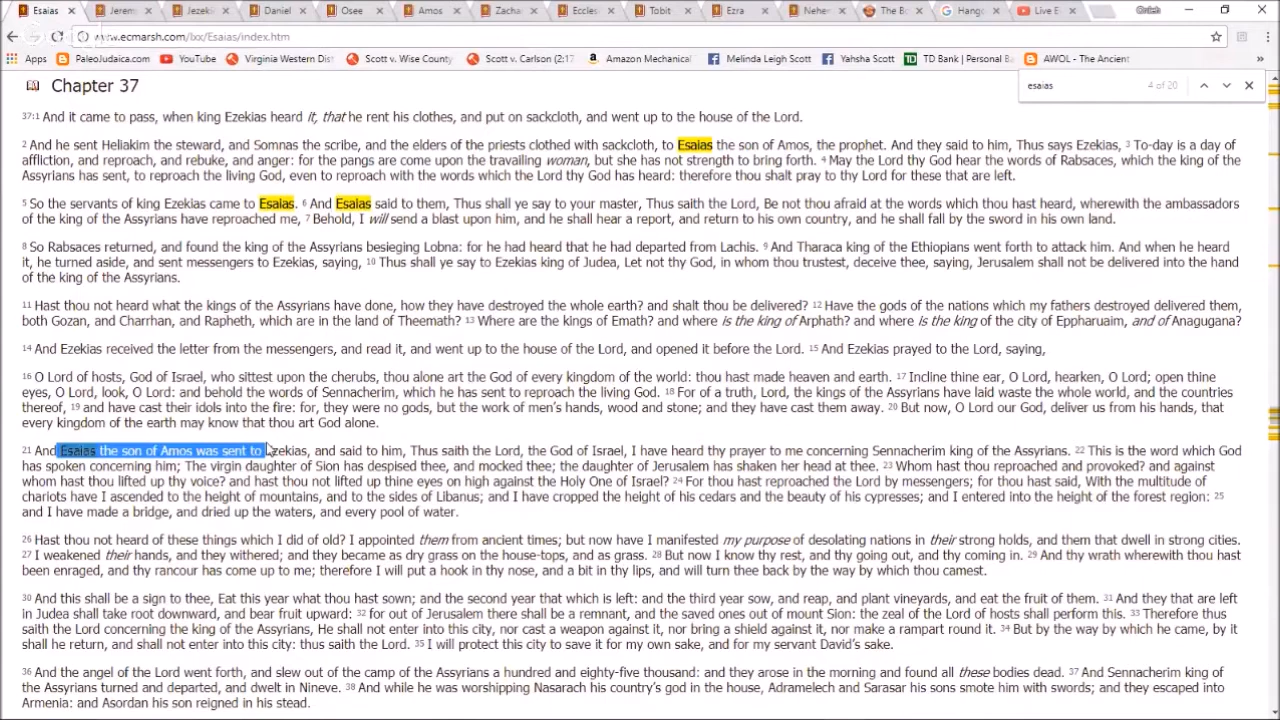 Esaias
Jerem
Jezeki
Daniel
Osee
Amos
Zacha
Eccles
Tobit
Ezra
Neher
The B
Hang
Live E
www.ecmarsh.com/lxx/Esaias/index.htm
Apps PaleoJudaica.com YouTube Virginia Western Dist Scott v. Wise County Scott v. Carlson (2:17 Amazon Mechanical Melinda Leigh Scott Yahsha Scott TD Bank | Personal Ba AWOL - The Ancient »
esaias 4 of 20
Chapter 37
37:1 And it came to pass, when king Ezekias heard it, that he rent his clothes, and put on sackcloth, and went up to the house of the Lord.
2 And he sent Heliakim the steward, and Somnas the scribe, and the elders of the priests clothed with sackcloth, to Esaias the son of Amos, the prophet. And they said to him, Thus says Ezekias, 3 To-day is a day of
affliction, and reproach, and rebuke, and anger: for the pangs are come upon the travailing woman, but she has not strength to bring forth. 4 May the Lord thy God hear the words of Rabsaces, which the king of the
Assyrians has sent, to reproach the living God, even to reproach with the words which the Lord thy God has heard: therefore thou shalt pray to thy Lord for these that are left.
5 So the servants of king Ezekias came to Esaias. 6 And Esaias said to them, Thus shall ye say to your master, Thus saith the Lord, Be not thou afraid at the words which thou hast heard, wherewith the ambassadors
of the king of the Assyrians have reproached me, 7 Behold, I will send a blast upon him, and he shall hear a report, and return to his own country, and he shall fall by the sword in his own land.
8 So Rabsaces returned, and found the king of the Assyrians besieging Lobna: for he had heard that he had departed from Lachis. 9 And Tharaca king of the Ethiopians went forth to attack him. And when he heard
it, he turned aside, and sent messengers to Ezekias, saying, 10 Thus shall ye say to Ezekias king of Judea, Let not thy God, in whom thou trustest, deceive thee, saying, Jerusalem shall not be delivered into the hand
of the king of the Assyrians.
11 Hast thou not heard what the kings of the Assyrians have done, how they have destroyed the whole earth? and shalt thou be delivered? 12 Have the gods of the nations which my fathers destroyed delivered them,
both Gozan, and Charrhan, and Rapheth, which are in the land of Theemath? 13 Where are the kings of Emath? and where is the king of Arphath? and where is the king of the city of Eppharuaim, and of Anagugana?
14 And Ezekias received the letter from the messengers, and read it, and went up to the house of the Lord, and opened it before the Lord. 15 And Ezekias prayed to the Lord, saying,
16 O Lord of hosts, God of Israel, who sittest upon the cherubs, thou alone art the God of every kingdom of the world: thou hast made heaven and earth. 17 Incline thine ear, O Lord, hearken, O Lord; open thine
eyes, O Lord, look, O Lord: and behold the words of Sennacherim, which he has sent to reproach the living God. 18 For of a truth, Lord, the kings of the Assyrians have laid waste the whole world, and the countries
thereof, 19 and have cast their idols into the fire: for, they were no gods, but the work of men's hands, wood and stone; and they have cast them away. 20 But now, O Lord our God, deliver us from his hands, that
every kingdom of the earth may know that thou art God alone.
21 And Esaias the son of Amos was sent to Ezekias, and said to him, Thus saith the Lord, the God of Israel, I have heard thy prayer to me concerning Sennacherim king of the Assyrians. 22 This is the word which God
has spoken concerning him; The virgin daughter of Sion has despised thee, and mocked thee; the daughter of Jerusalem has shaken her head at thee. 23 Whom hast thou reproached and provoked? and against
whom hast thou lifted up thy voice? and hast thou not lifted up thine eyes on high against the Holy One of Israel? 24 For thou hast reproached the Lord by messengers; for thou hast said, With the multitude of
chariots have I ascended to the height of mountains, and to the sides of Libanus; and I have cropped the height of his cedars and the beauty of his cypresses; and I entered into the height of the forest region: 25
and I have made a bridge, and dried up the waters, and every pool of water.
26 Hast thou not heard of these things which I did of old? I appointed them from ancient times; but now have I manifested my purpose of desolating nations in their strong holds, and them that dwell in strong cities.
27 I weakened their hands, and they withered; and they became as dry grass on the house-tops, and as grass. 28 But now I know thy rest, and thy going out, and thy coming in. 29 And thy wrath wherewith thou hast
been enraged, and thy rancour has come up to me; therefore I will put a hook in thy nose, and a bit in thy lips, and will turn thee back by the way by which thou camest.
30 And this shall be a sign to thee, Eat this year what thou hast sown; and the second year that which is left: and the third year sow, and reap, and plant vineyards, and eat the fruit of them. 31 And they that are left
in Judea shall take root downward, and bear fruit upward: 32 for out of Jerusalem there shall be a remnant, and the saved ones out of mount Sion: the zeal of the Lord of hosts shall perform this. 33 Therefore thus
saith the Lord concerning the king of the Assyrians, He shall not enter into this city, nor cast a weapon against it, nor bring a shield against it, nor make a rampart round it. 34 But by the way by which he came, by it
shall he return, and shall not enter into this city: thus saith the Lord. 35 I will protect this city to save it for my own sake, and for my servant David's sake.
36 And the angel of the Lord went forth, and slew out of the camp of the Assyrians a hundred and eighty-five thousand: and they arose in the morning and found all these bodies dead. 37 And Sennacherim king of
the Assyrians turned and departed, and dwelt in Nineve. 38 And while he was worshipping Nasarach his country's god in the house, Adramelech and Sarasar his sons smote him with swords; and they escaped into
Armenia: and Asordan his son reigned in his stead.